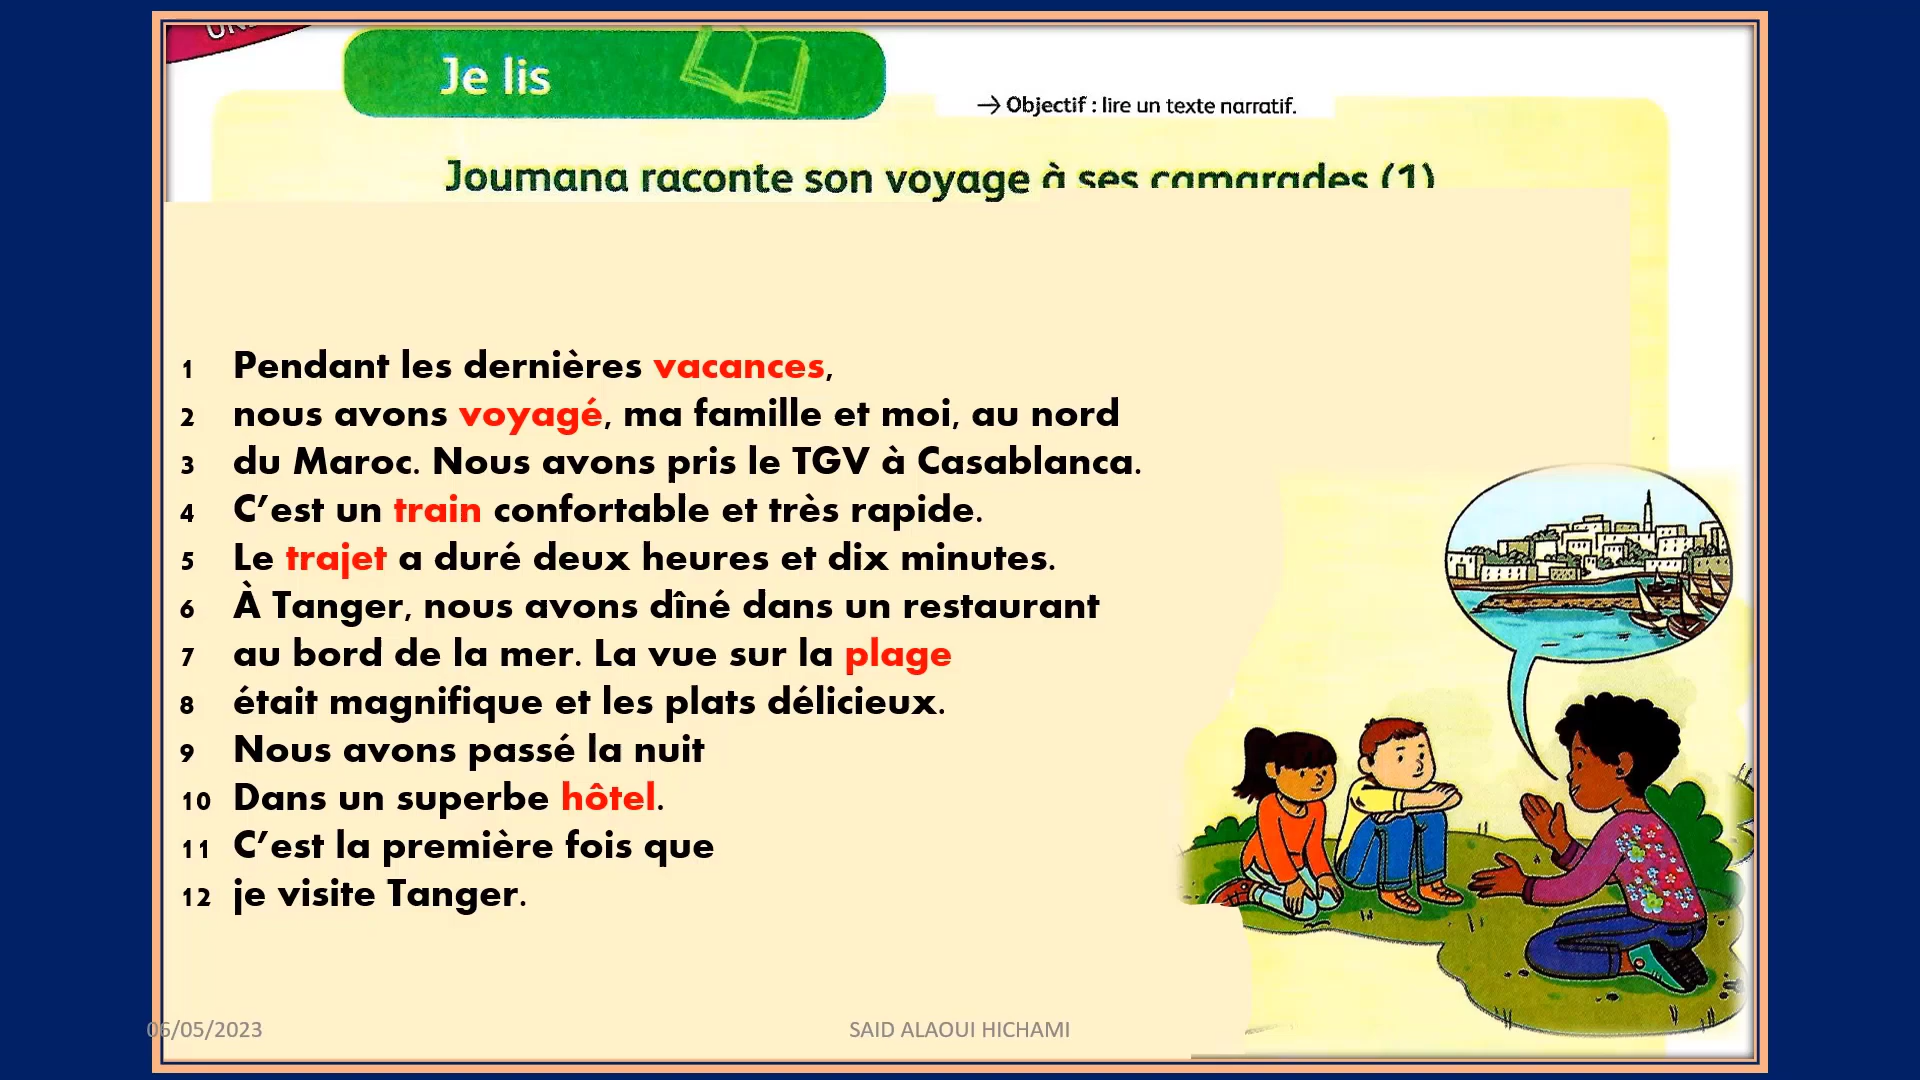 Je lis
→ Objectif : lire un texte narratif.
Joumana raconte son voyage à ses camarades (1)
1 Pendant les dernières vacances,
2 nous avons voyagé, ma famille et moi, au nord
3 du Maroc. Nous avons pris le TGV à Casablanca.
4 C’est un train confortable et très rapide.
5 Le trajet a duré deux heures et dix minutes.
6 À Tanger, nous avons dîné dans un restaurant
7 au bord de la mer. La vue sur la plage
8 était magnifique et les plats délicieux.
9 Nous avons passé la nuit
10 Dans un superbe hôtel.
11 C’est la première fois que
12 je visite Tanger.
06/05/2023
SAID ALAOUI HICHAMI